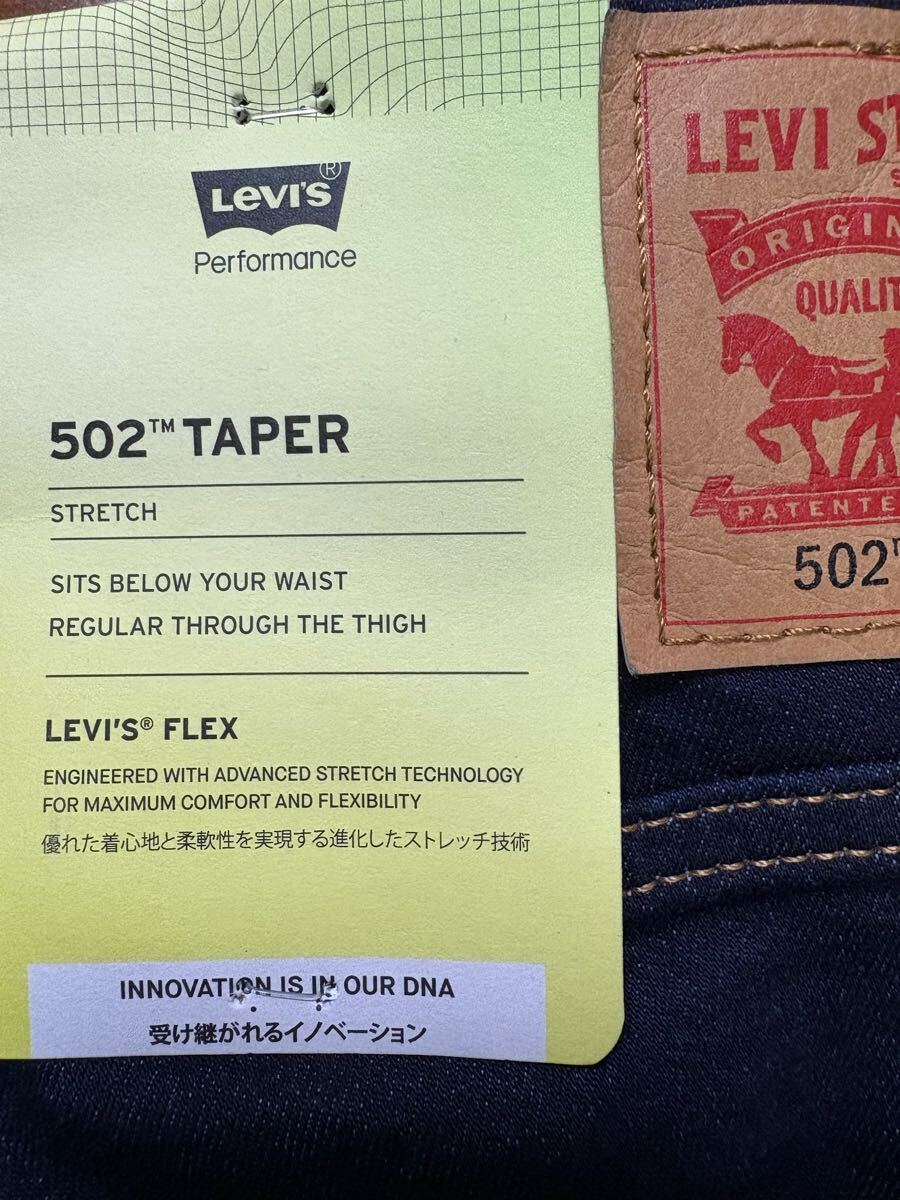 LEVI'S®
Performance
502™ TAPER
STRETCH
SITS BELOW YOUR WAIST
REGULAR THROUGH THE THIGH
LEVI'S® FLEX
ENGINEERED WITH ADVANCED STRETCH TECHNOLOGY
FOR MAXIMUM COMFORT AND FLEXIBILITY
優れた着心地と柔軟性を実現する進化したストレッチ技術
INNOVATION IS IN OUR DNA
受け継がれるイノベーション
LEVI ST
ORIGIN
QUALIT
PATENTE
502™